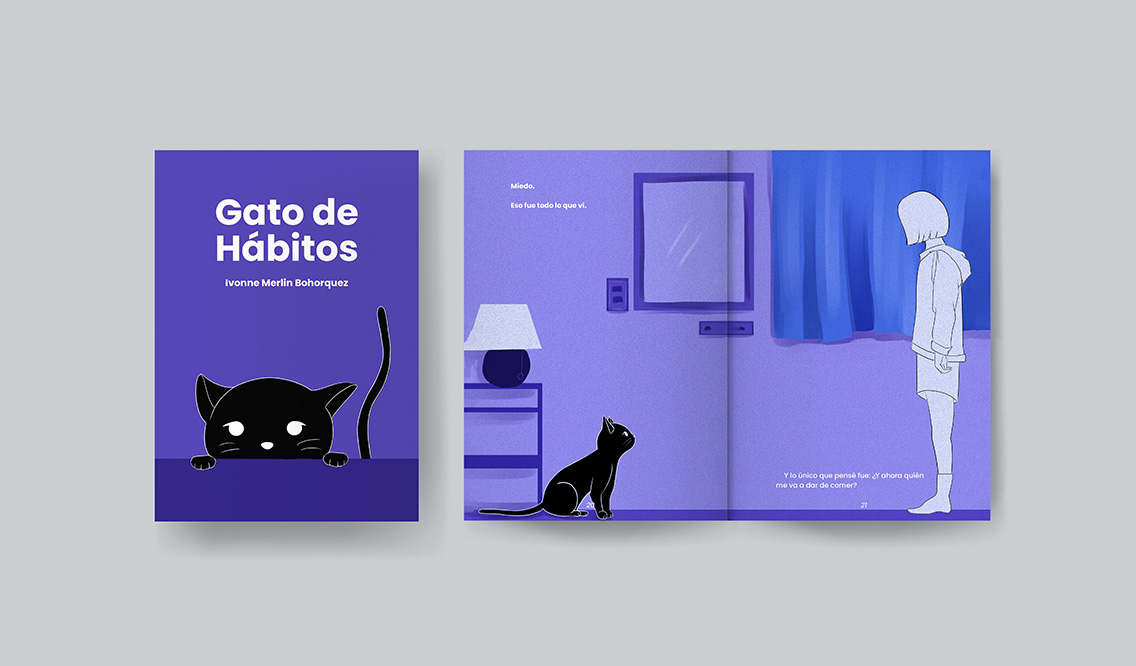 Gato de
Hábitos
Ivonne Merlin Bohorquez
Miedo.
Eso fue todo lo que vi.
Y lo único que pensé fue: ¿Y ahora quién
me va a dar de comer?
20
21